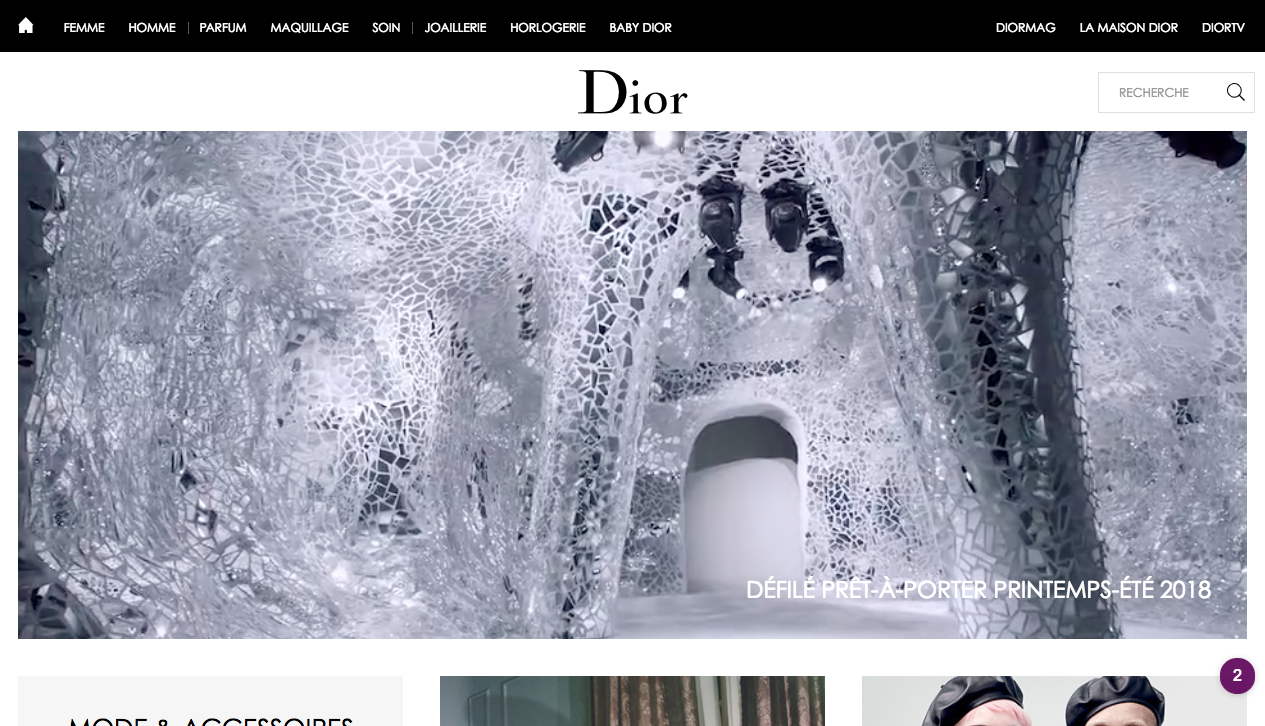 FEMME HOMME PARFUM MAQUILLAGE SOIN JOAILLERIE HORLOGERIE BABY DIOR DIORMAG LA MAISON DIOR DIORTV
Dior
RECHERCHE
DÉFILÉ PRÊT-À-PORTER PRINTEMPS-ÉTÉ 2018
2
MODE & ACCESSOIRES